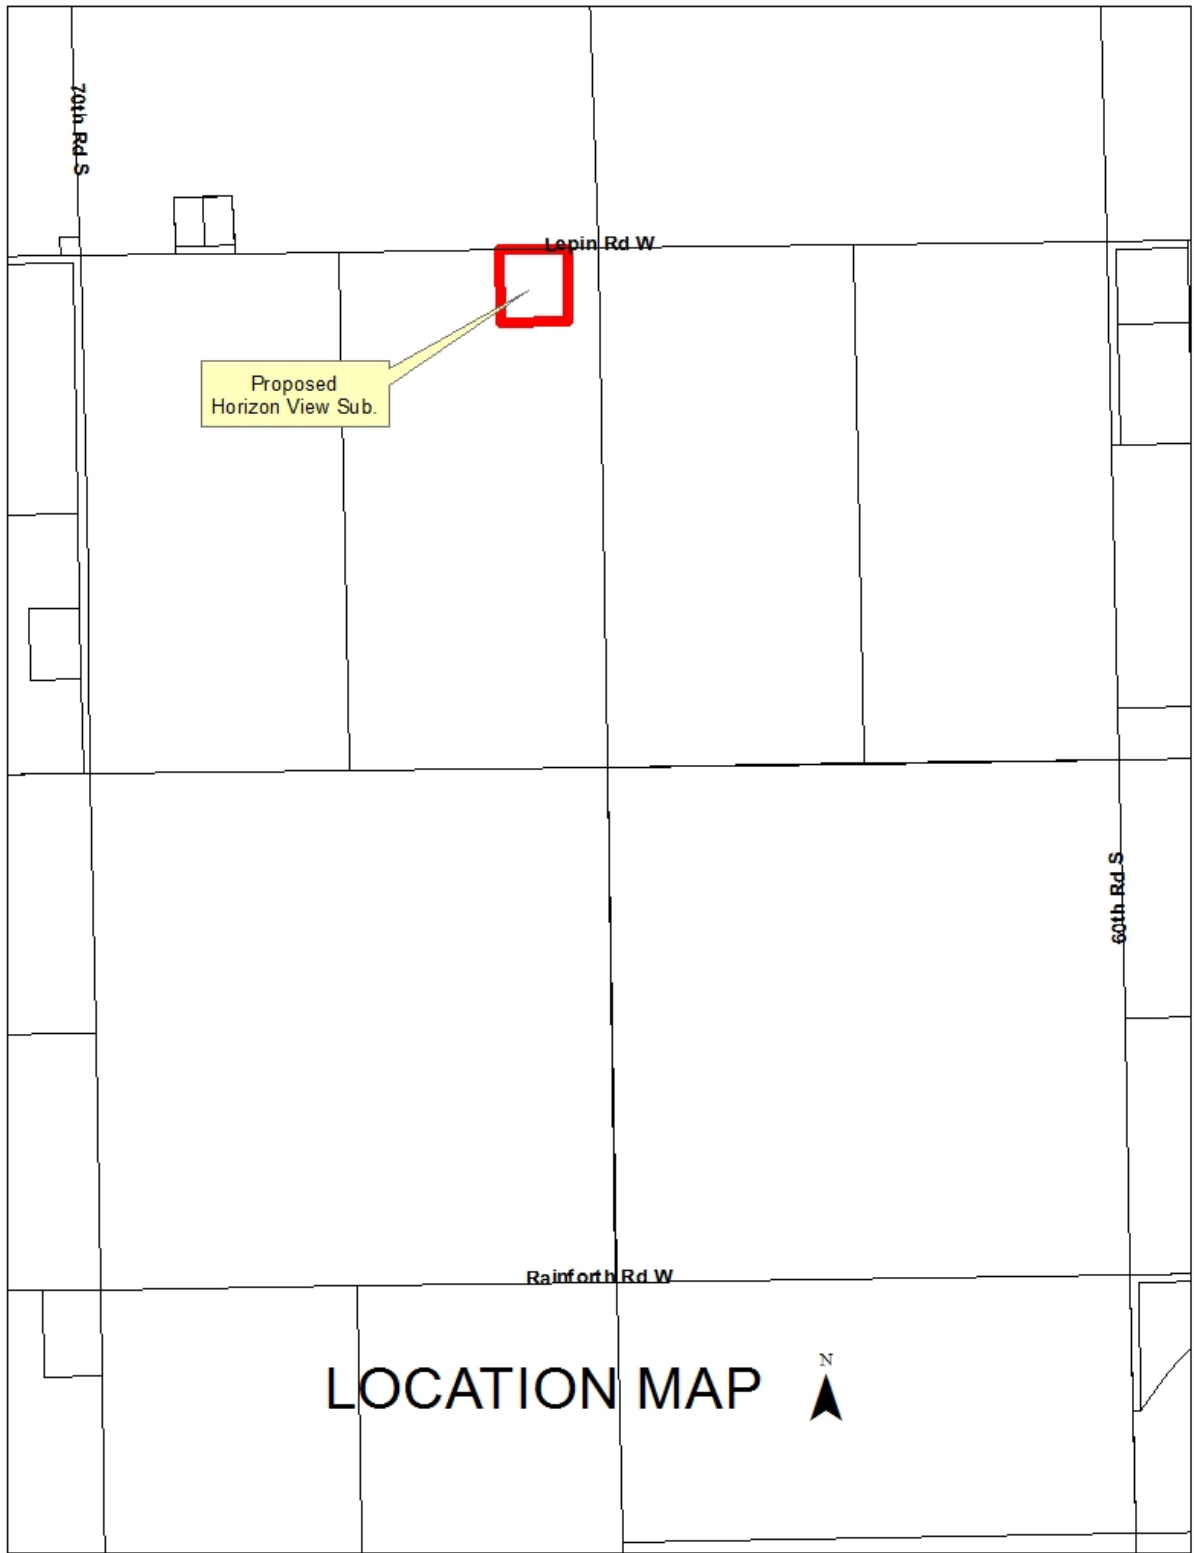 70th Rd S
Lepin Rd W
Proposed
Horizon View Sub.
60th Rd S
Rainforth Rd W
LOCATION MAP
N